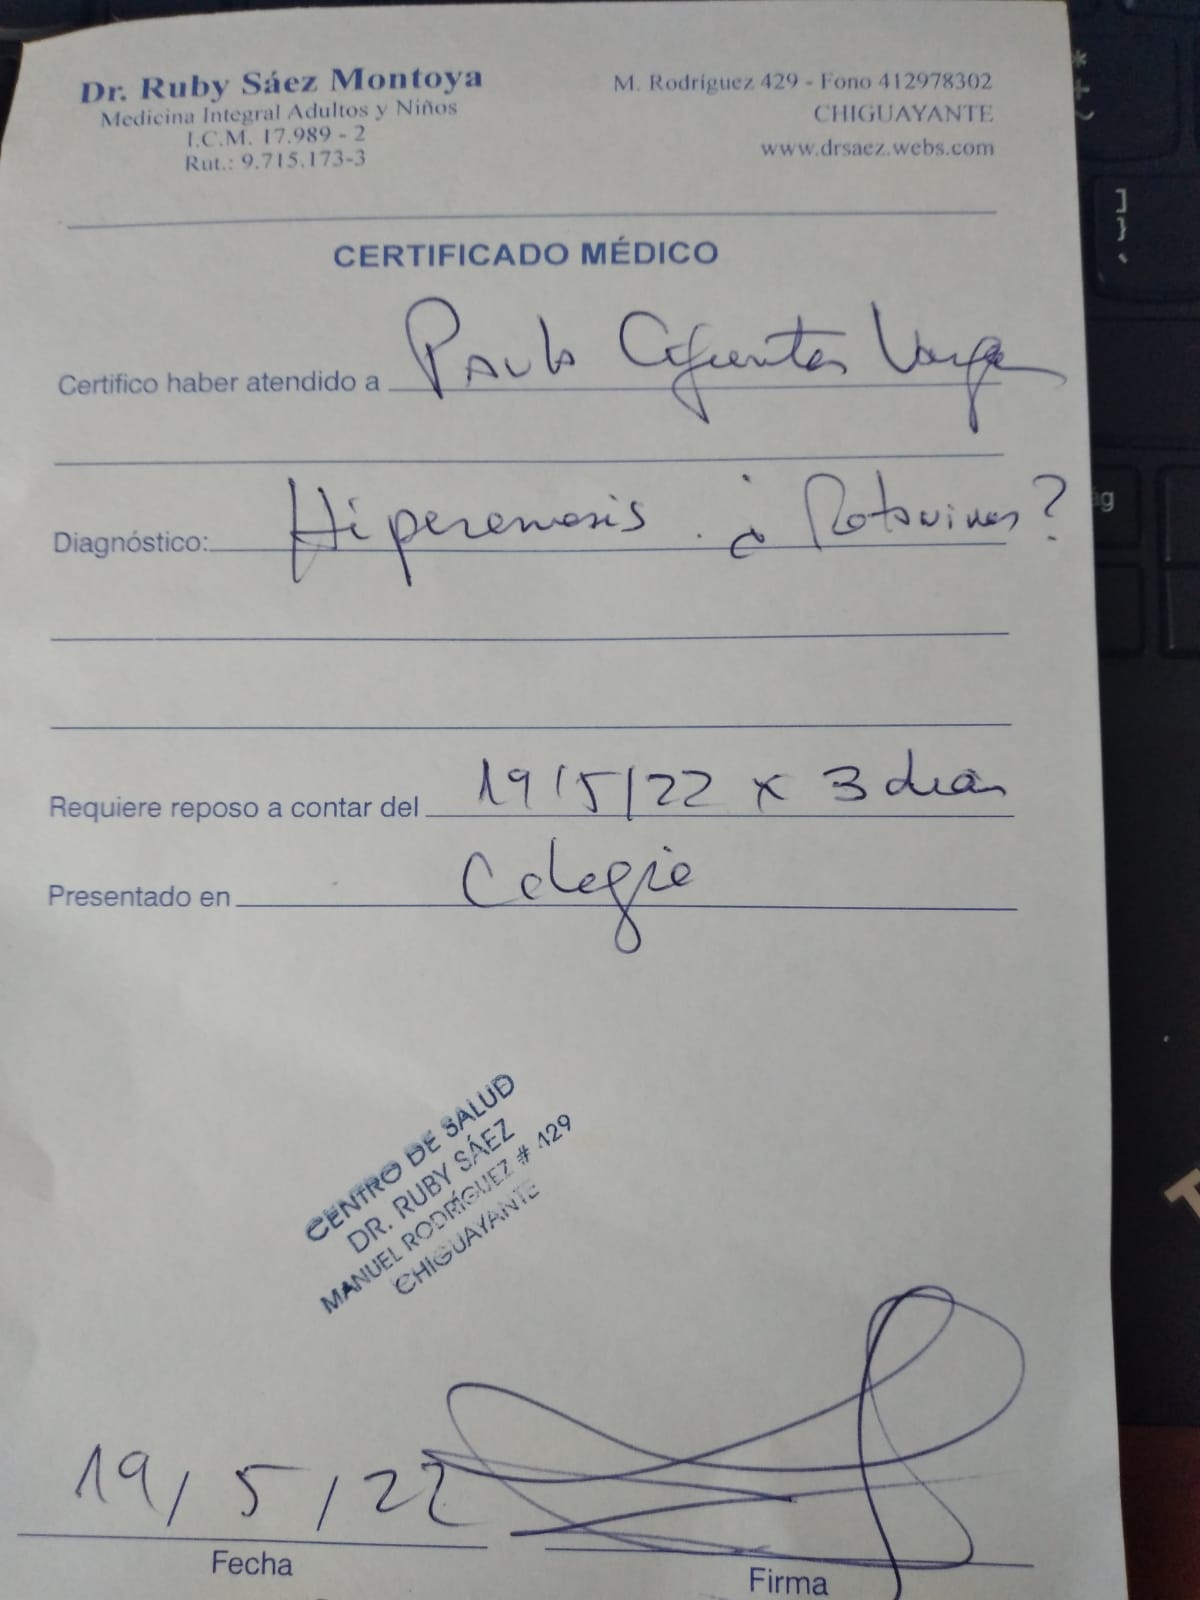 Dr. Ruby Sáez Montoya
Medicina Integral Adultos y Niños
I.C.M. 17.989 - 2
Rut.: 9.715.173-3
M. Rodríguez 429 - Fono 412978302
CHIGUAYANTE
www.drsaez.webs.com
CERTIFICADO MÉDICO
Certifico haber atendido a Paula Cifuentes Vargas
Diagnóstico: Hiperemesis . ¿ Rotavirus?
Requiere reposo a contar del 19/5/22 x 3 dias
Presentado en Colegio
CENTRO DE SALUD
DR. RUBY SÁEZ
MANUEL RODRÍGUEZ # 429
CHIGUAYANTE
19/5/22
Fecha
Firma
*
+
~
]
}